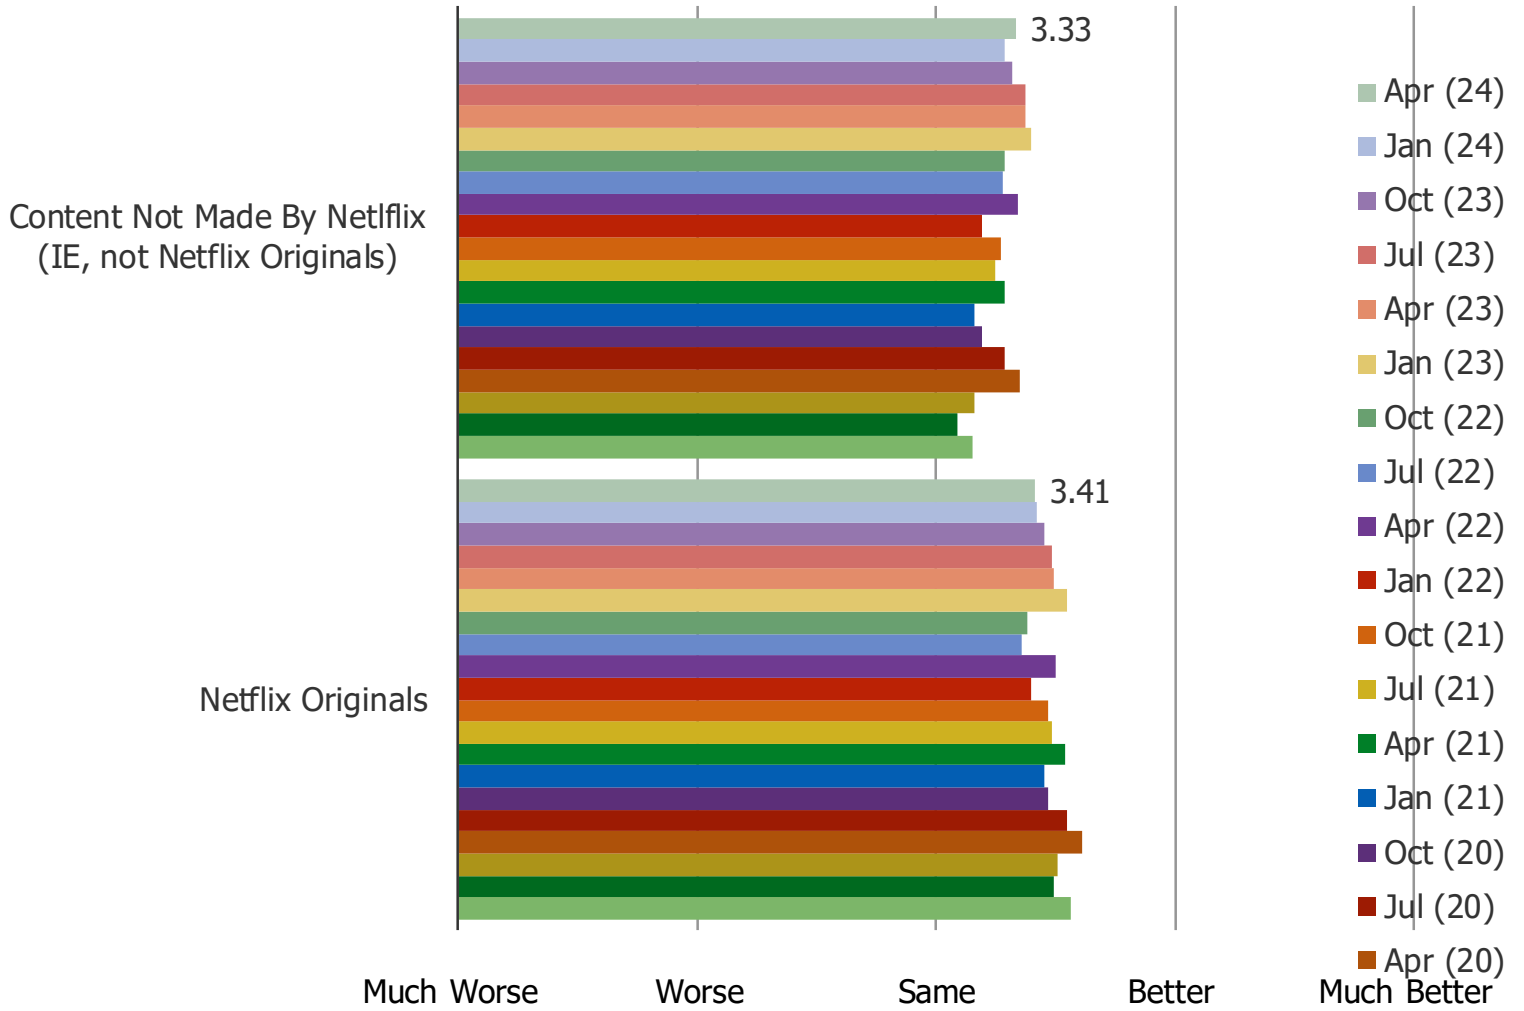 3.33
Content Not Made By Netlflix
(IE, not Netflix Originals)
3.41
Netflix Originals
Apr (24)
Jan (24)
Oct (23)
Jul (23)
Apr (23)
Jan (23)
Oct (22)
Jul (22)
Apr (22)
Jan (22)
Oct (21)
Jul (21)
Apr (21)
Jan (21)
Oct (20)
Jul (20)
Apr (20)
Much Worse Worse Same Better Much Better